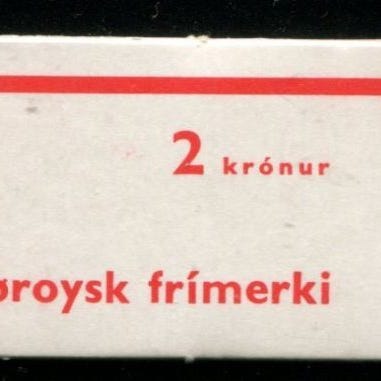 2 krónur
øroysk frímerki